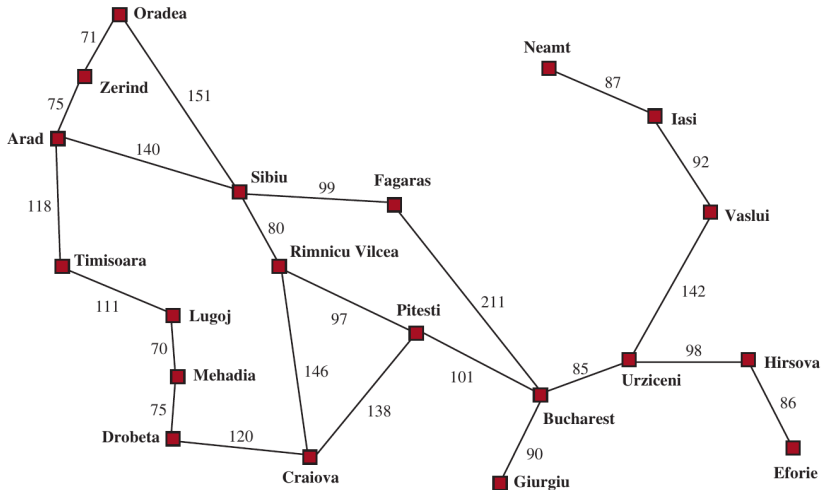 Oradea
71
Neamt
Zerind
87
75
151
Iasi
Arad
140
92
Sibiu
99
Fagaras
118
80
Vaslui
Timisoara
Rimnicu Vilcea
142
111
Lugoj
97
Pitesti
211
70
98
Hirsova
Mehadia
146
101
85
Urziceni
75
138
86
Bucharest
Drobeta
120
90
Craiova
Eforie
Giurgiu